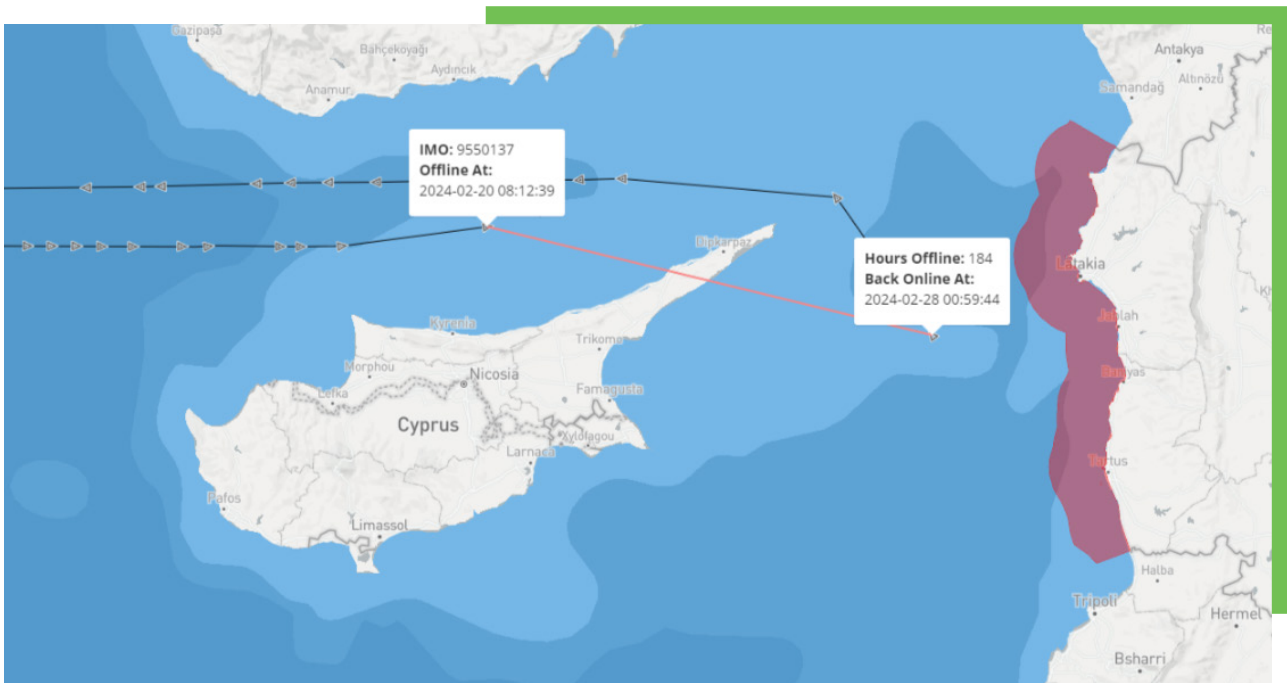 Gazipaşa
Bahçekoyağı
Aydıncık
Anamur
Antakya
Altınözü
Samandağ
IMO: 9550137
Offline At:
2024-02-20 08:12:39
Dipkarpaz
Hours Offline: 184
Back Online At:
2024-02-28 00:59:44
Latakia
Jablah
Banyas
Tartus
Kyrenia
Trikomo
Morphou
Nicosia
Lefka
Famagusta
Cyprus
Xylofagou
Larnaca
Pafos
Limassol
Halba
Tripoli
Hermel
Bsharri